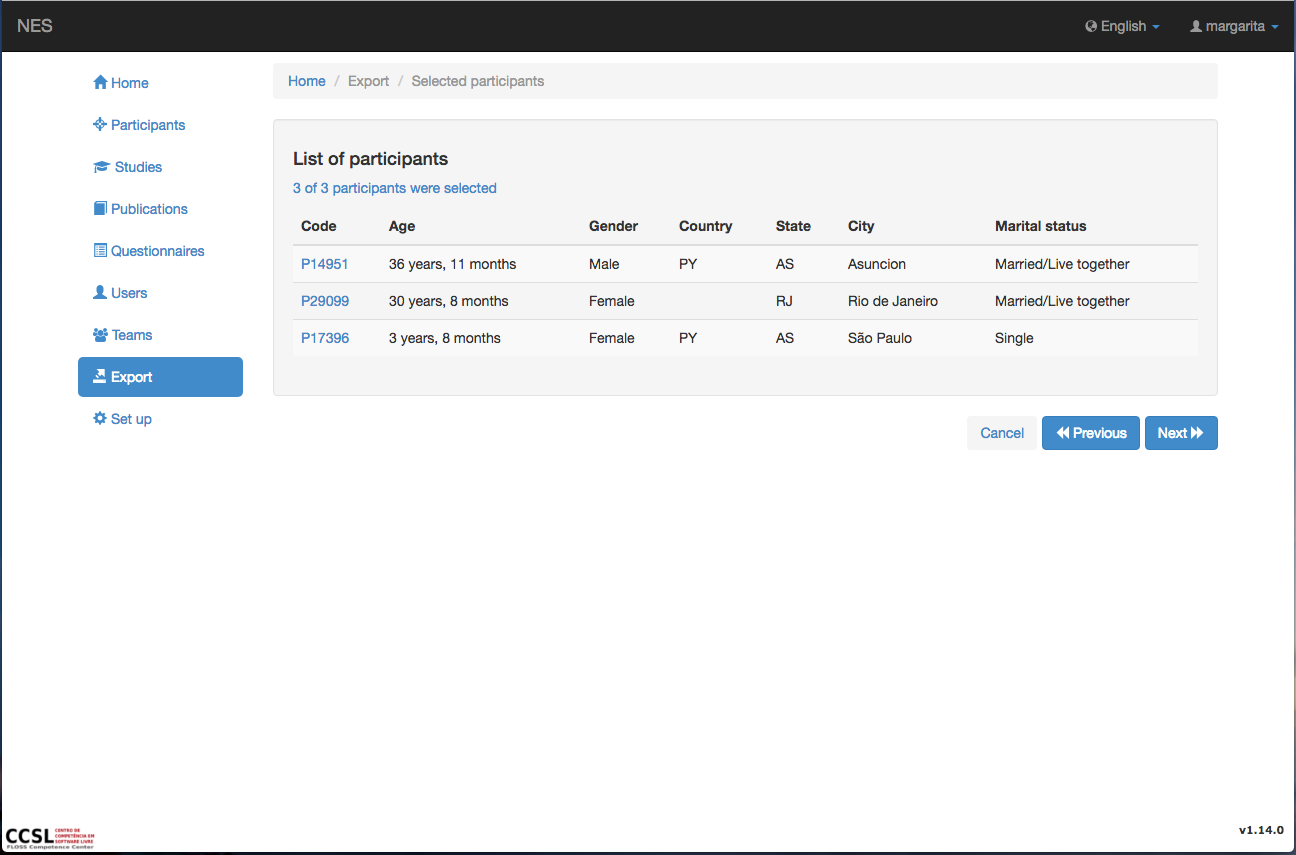 NES
English
margarita
Home
Participants
Studies
Publications
Questionnaires
Users
Teams
Export
Set up
Home / Export / Selected participants
List of participants
3 of 3 participants were selected
Code Age Gender Country State City Marital status
P14951 36 years, 11 months Male PY AS Asuncion Married/Live together
P29099 30 years, 8 months Female RJ Rio de Janeiro Married/Live together
P17396 3 years, 8 months Female PY AS São Paulo Single
Cancel Previous Next
CCSL
CENTRO DE
COMPETÊNCIA EM
SOFTWARE LIVRE
FLOSS Competence Center
v1.14.0